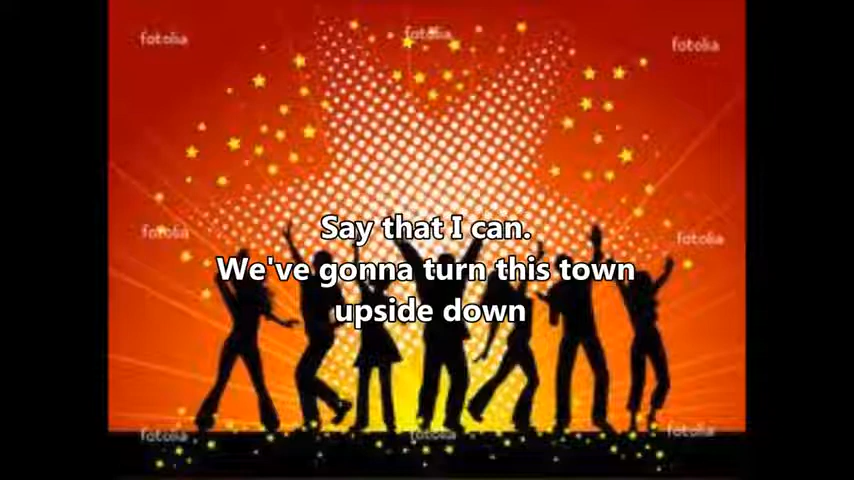 fotolia
fotolia
fotolia
Say that I can.
fotolia
fotolia
We've gonna turn this town
upside down
fotolia
fotolia
fotolia